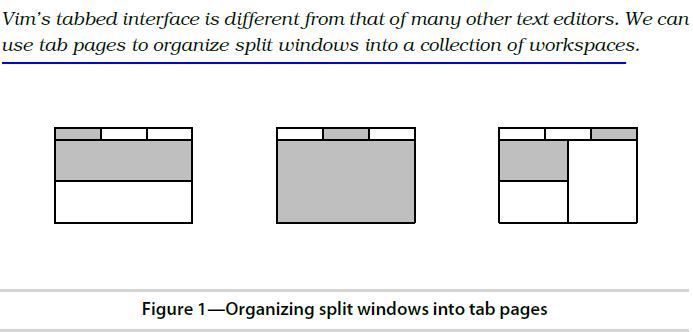 Vim's tabbed interface is different from that of many other text editors. We can
use tab pages to organize split windows into a collection of workspaces.
Figure 1—Organizing split windows into tab pages